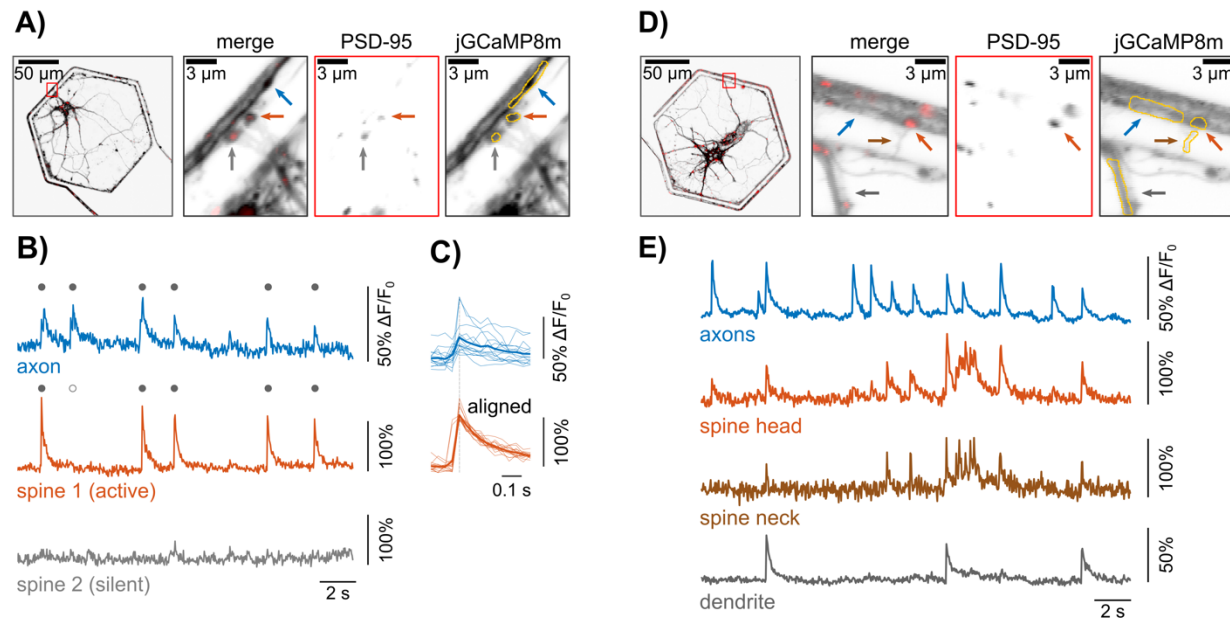 A)
merge
PSD-95
jGCaMP8m
50 μm
3 μm
3 μm
3 μm
D)
merge
PSD-95
jGCaMP8m
50 μm
3 μm
3 μm
3 μm
B)
50% ΔF/F0
axon
100%
spine 1 (active)
100%
spine 2 (silent)
2 s
C)
50% ΔF/F0
aligned
100%
0.1 s
E)
50% ΔF/F0
axons
100%
spine head
100%
spine neck
50%
dendrite
2 s